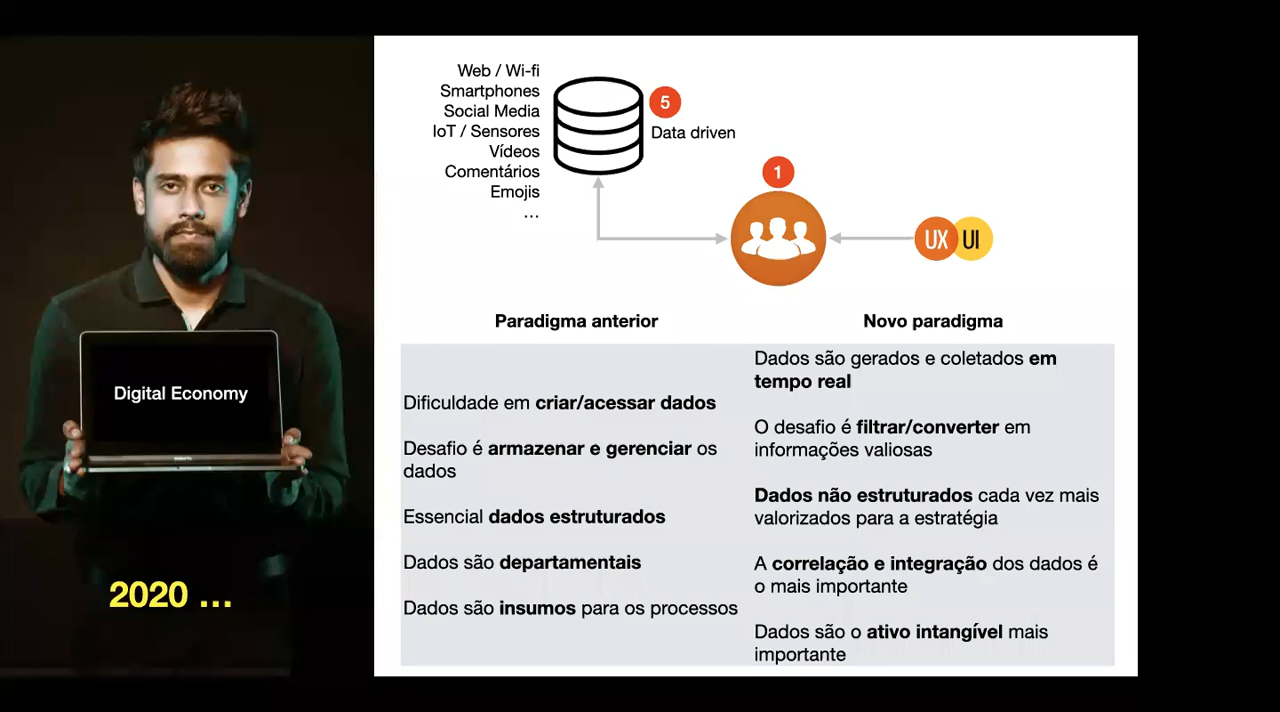 Web / Wi-fi
Smartphones
Social Media
IoT / Sensores
Vídeos
Comentários
Emojis
...
5
Data driven
1
UX UI
Digital Economy
2020 ...
Paradigma anterior
Dificuldade em criar/acessar dados
Desafio é armazenar e gerenciar os
dados
Essencial dados estruturados
Dados são departamentais
Dados são insumos para os processos
Novo paradigma
Dados são gerados e coletados em
tempo real
O desafio é filtrar/converter em
informações valiosas
Dados não estruturados cada vez mais
valorizados para a estratégia
A correlação e integração dos dados é
o mais importante
Dados são o ativo intangível mais
importante